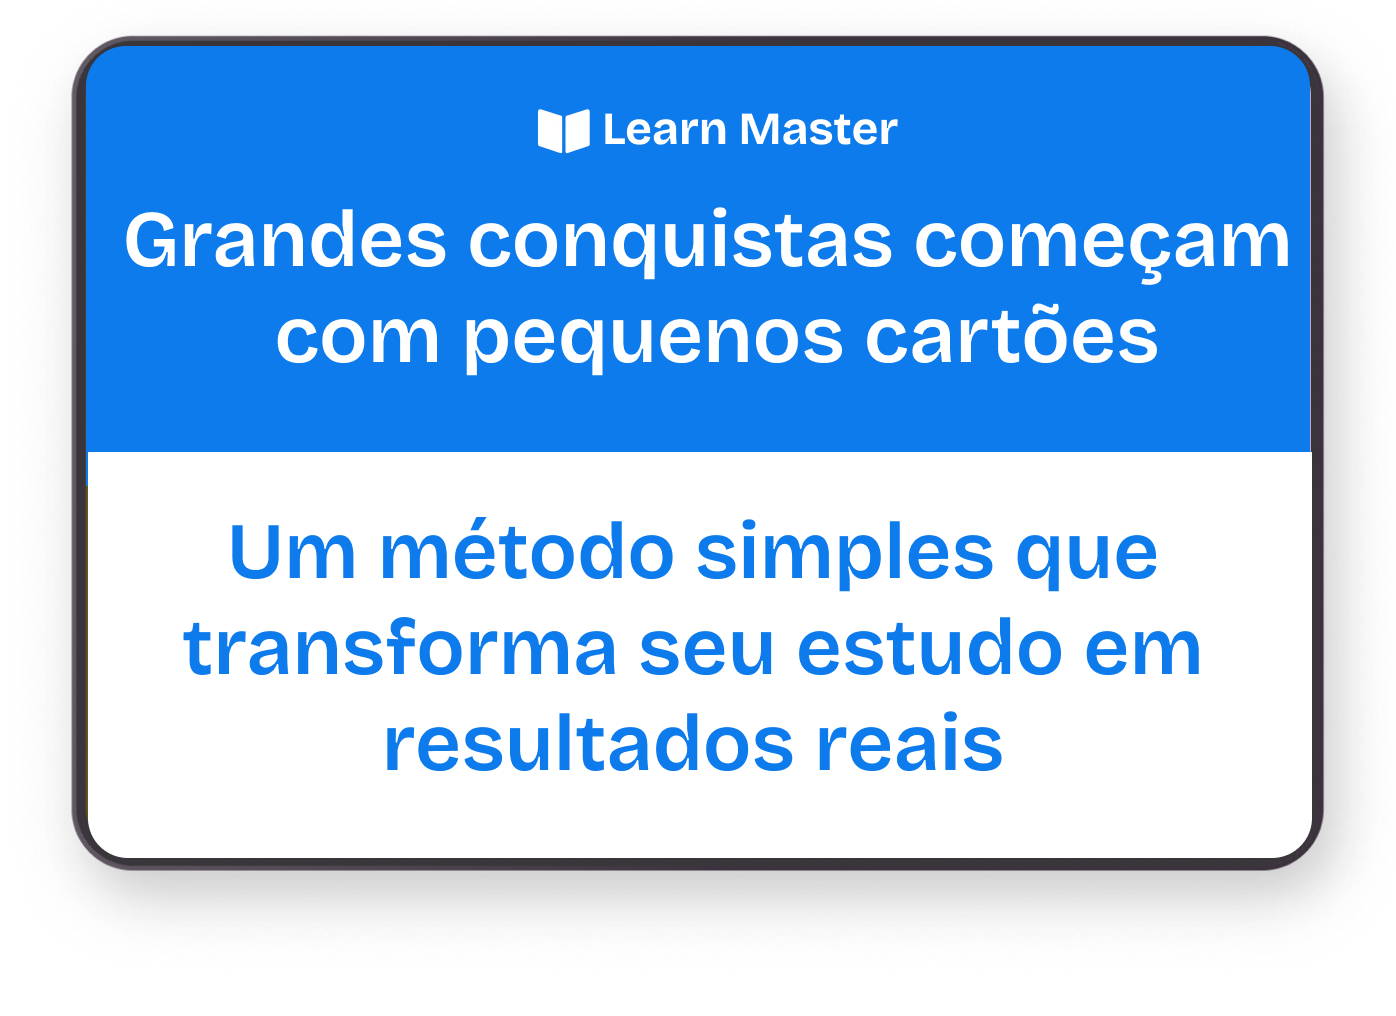 Learn Master
Grandes conquistas começam
com pequenos cartões
Um método simples que
transforma seu estudo em
resultados reais